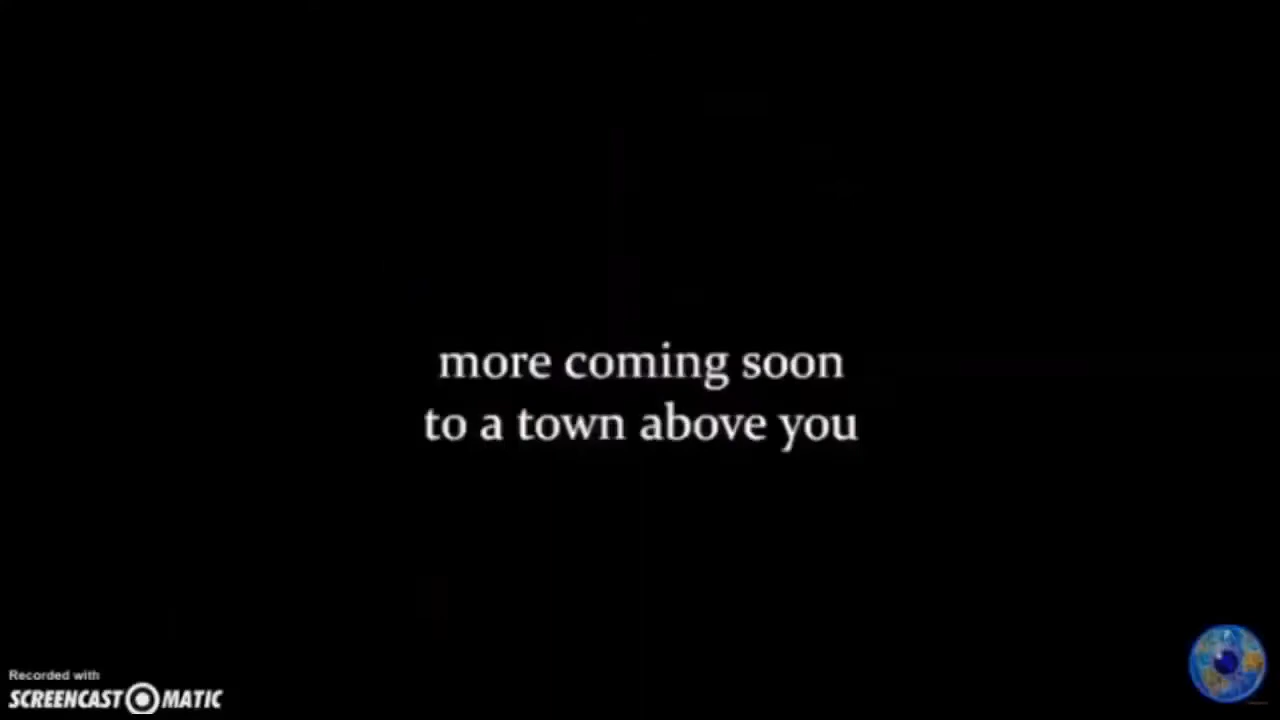 more coming soon
to a town above you
Recorded with
SCREENCAST MATIC